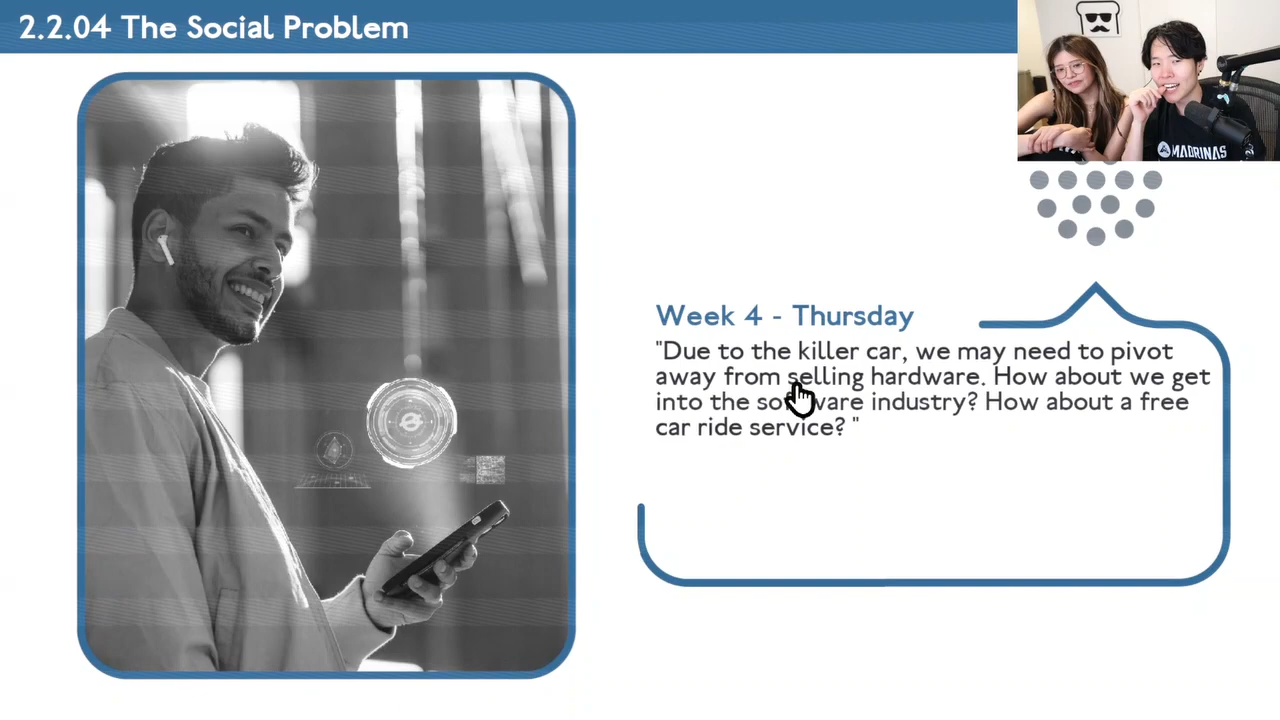 2.2.04 The Social Problem
MADRINAS
Week 4 - Thursday
"Due to the killer car, we may need to pivot
away from selling hardware. How about we get
into the software industry? How about a free
car ride service? "